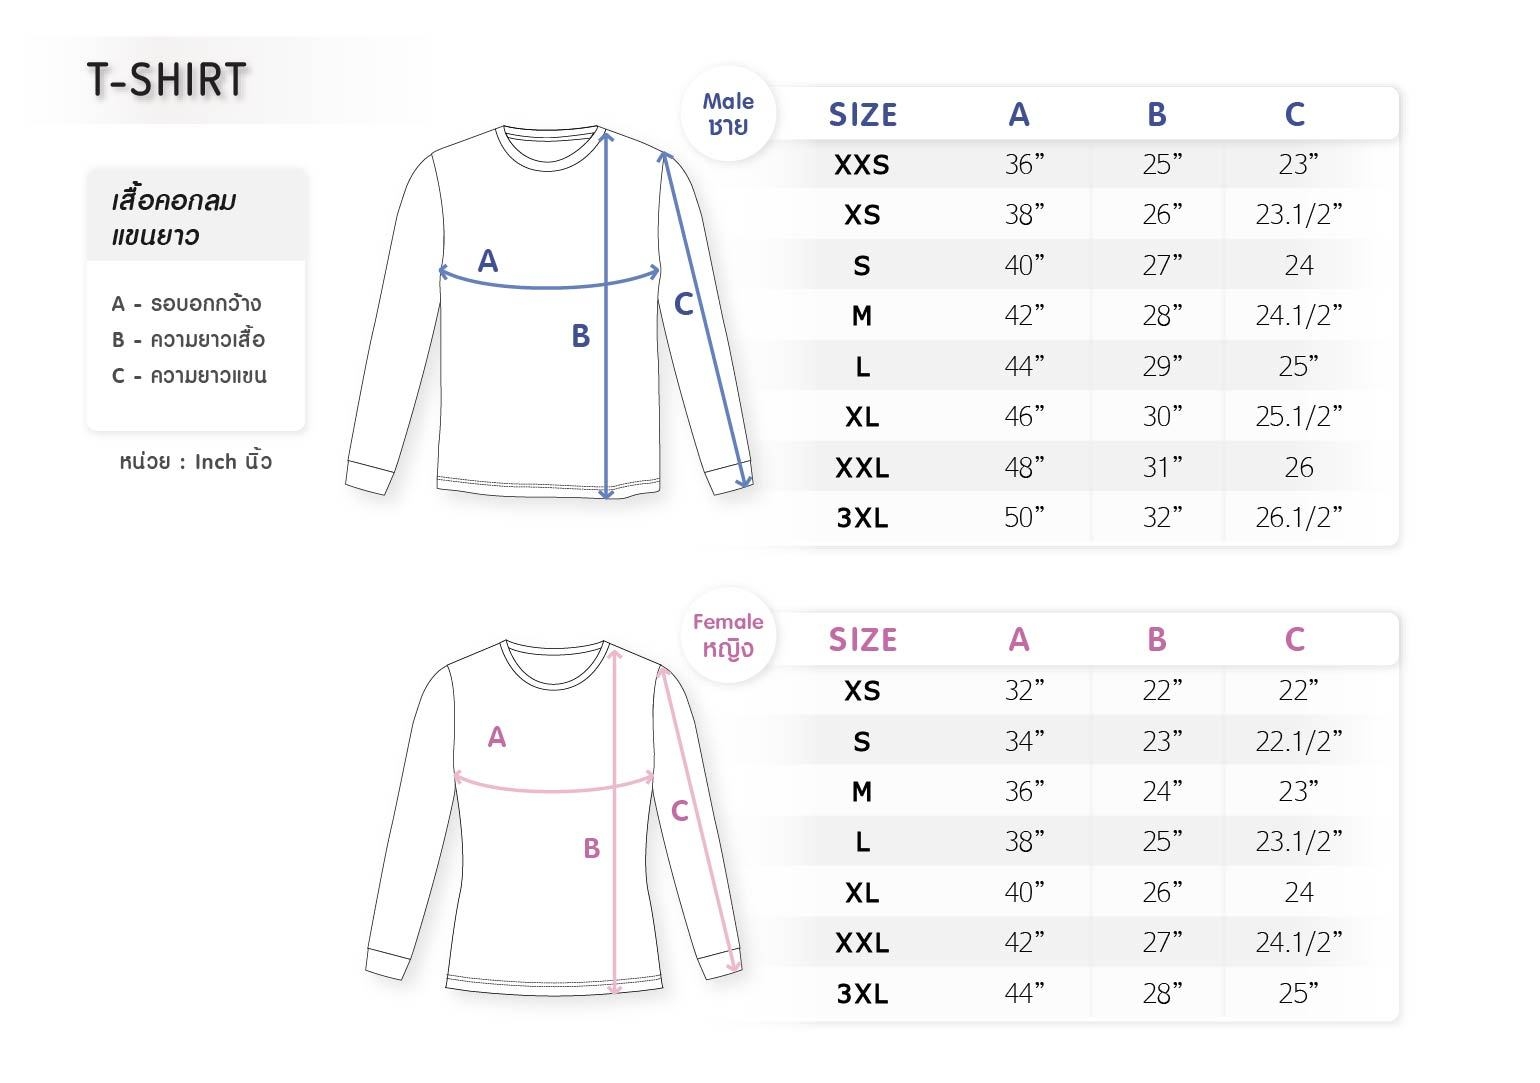 T-SHIRT
เสื้อคอกลม
แขนยาว
A - รอบอกกว้าง
B - ความยาวเสื้อ
C - ความยาวแขน
หน่วย : Inch นิ้ว
A
B
C
Male
ชาย
SIZE A B C
XXS 36” 25” 23”
XS 38” 26” 23.1/2”
S 40” 27” 24
M 42” 28” 24.1/2”
L 44” 29” 25”
XL 46” 30” 25.1/2”
XXL 48” 31” 26
3XL 50” 32” 26.1/2”
A
B
C
Female
หญิง
SIZE A B C
XS 32” 22” 22”
S 34” 23” 22.1/2”
M 36” 24” 23”
L 38” 25” 23.1/2”
XL 40” 26” 24
XXL 42” 27” 24.1/2”
3XL 44” 28” 25”